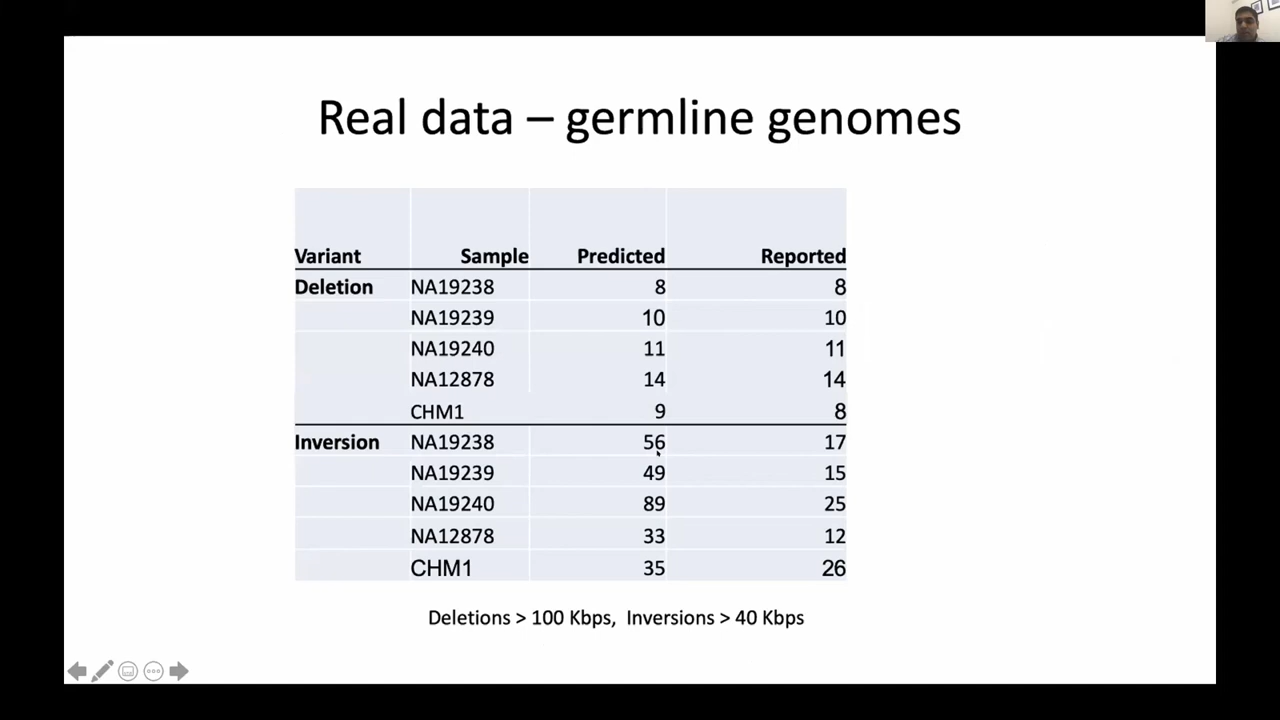 Real data – germline genomes
Variant Sample Predicted Reported
Deletion NA19238 8 8
NA19239 10 10
NA19240 11 11
NA12878 14 14
CHM1 9 8
Inversion NA19238 56 17
NA19239 49 15
NA19240 89 25
NA12878 33 12
CHM1 35 26
Deletions > 100 Kbps, Inversions > 40 Kbps